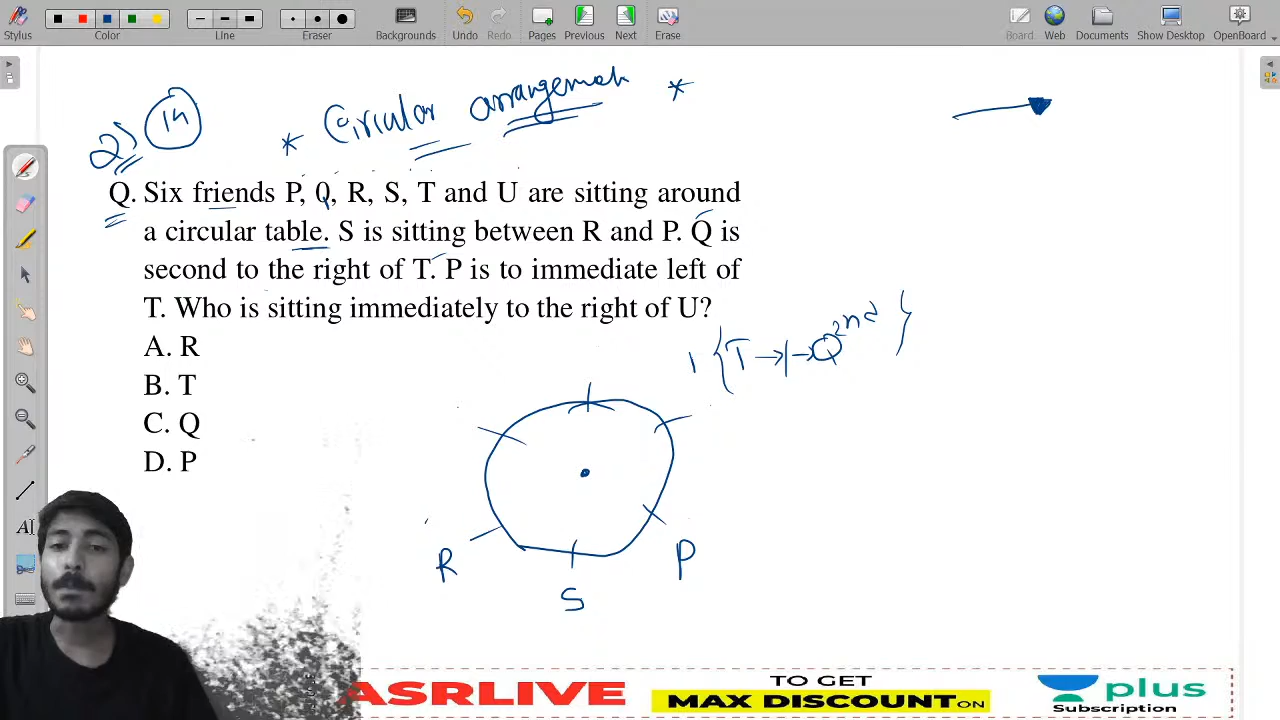 Stylus Color Line Eraser Backgrounds Undo Redo Pages Previous Next Erase Board Web Documents Show Desktop OpenBoard
2) 14 * Circular arrangement *
Q. Six friends P, Q, R, S, T and U are sitting around
a circular table. S is sitting between R and P. Q is
second to the right of T. P is to immediate left of
T. Who is sitting immediately to the right of U?
A. R
B. T
C. Q
D. P
1 { T →|→ Q 2nd }
R
S
P
AI
ASRLIVE
TO GET
MAX DISCOUNT ON
plus
Subscription